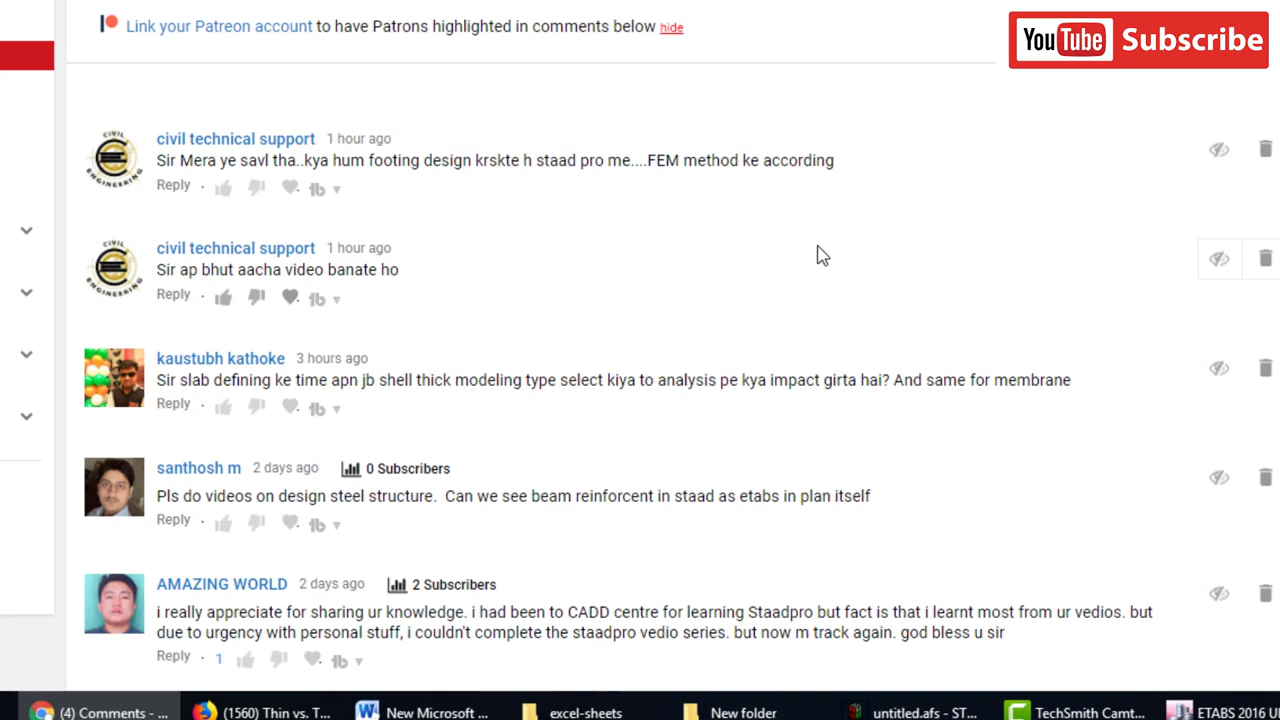 Link your Patreon account to have Patrons highlighted in comments below hide
YouTube Subscribe
CIVIL ENGINEERING
civil technical support 1 hour ago
Sir Mera ye savl tha..kya hum footing design krskte h staad pro me....FEM method ke according
Reply
CIVIL ENGINEERING
civil technical support 1 hour ago
Sir ap bhut aacha video banate ho
Reply
kaustubh kathoke 3 hours ago
Sir slab defining ke time apn jb shell thick modeling type select kiya to analysis pe kya impact girta hai? And same for membrane
Reply
santhosh m 2 days ago 0 Subscribers
Pls do videos on design steel structure. Can we see beam reinforcent in staad as etabs in plan itself
Reply
AMAZING WORLD 2 days ago 2 Subscribers
i really appreciate for sharing ur knowledge. i had been to CADD centre for learning Staadpro but fact is that i learnt most from ur vedios. but
due to urgency with personal stuff, i couldn't complete the staadpro vedio series. but now m track again. god bless u sir
Reply · 1
(4) Comments - ... (1560) Thin vs. T... New Microsoft ... excel-sheets New folder untitled.afs - ST... TechSmith Camt... ETABS 2016 Ul